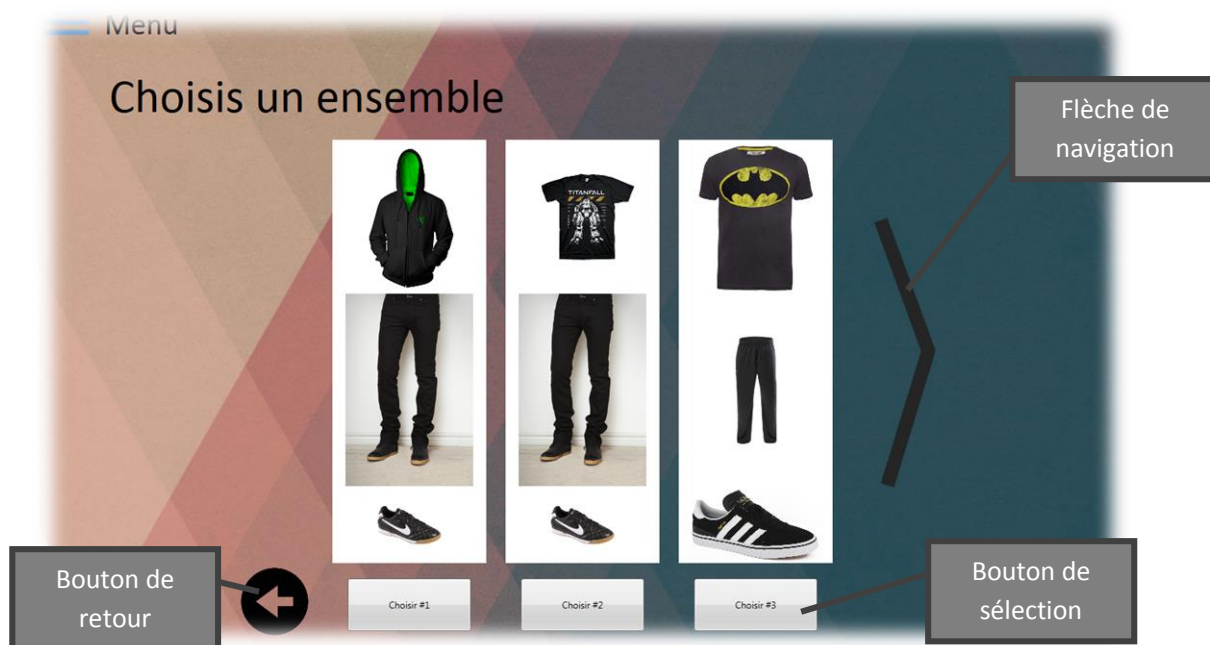 Menu
Choisis un ensemble
Flèche de
navigation
TITANFALL
Bouton de
retour
Choisir #1
Choisir #2
Choisir #3
Bouton de
sélection